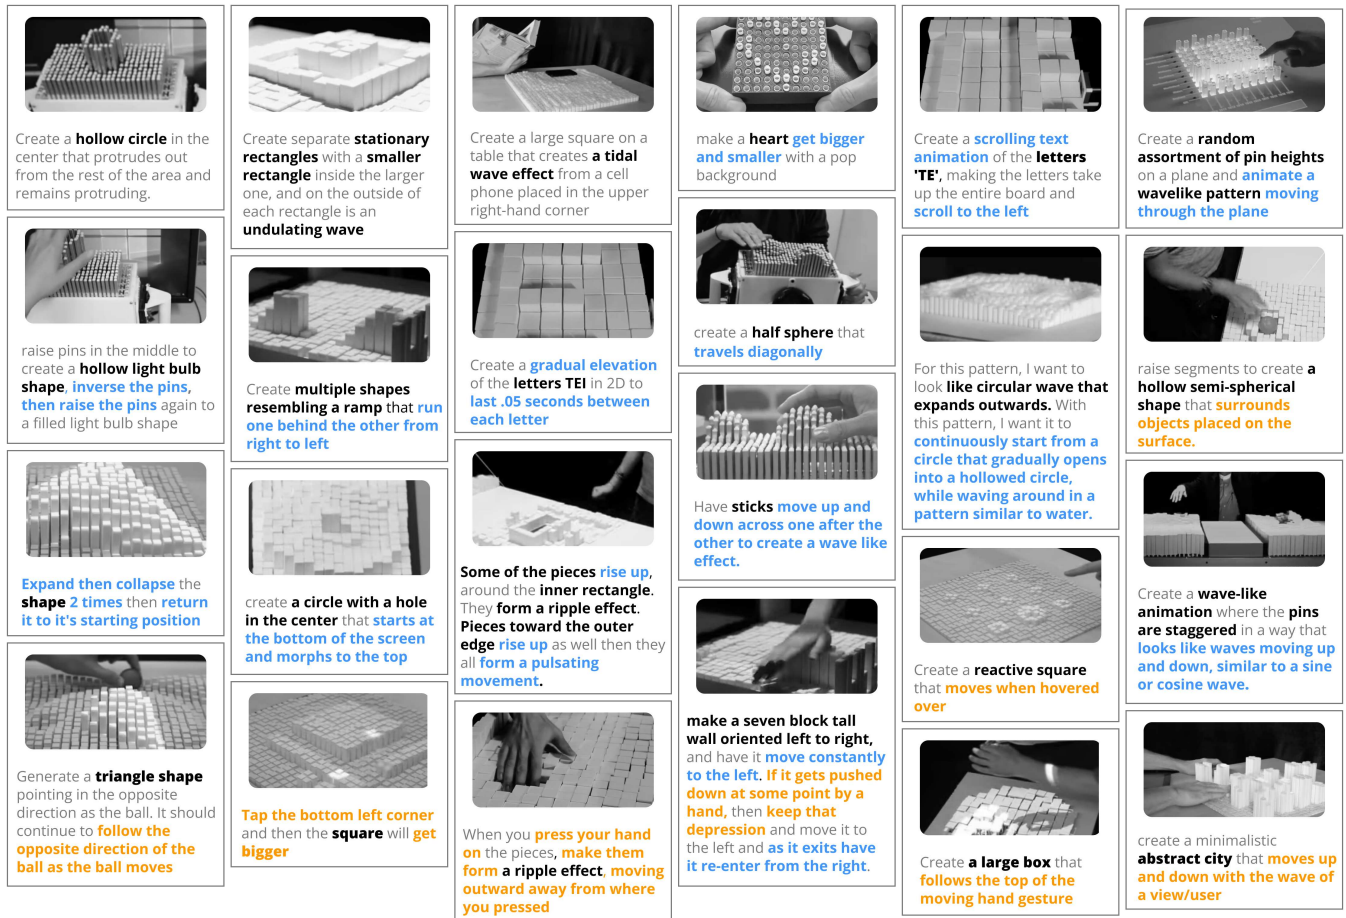 Create a hollow circle in the
center that protrudes out
from the rest of the area and
remains protruding.
raise pins in the middle to
create a hollow light bulb
shape, inverse the pins,
then raise the pins again to
a filled light bulb shape
Expand then collapse the
shape 2 times then return
it to it's starting position
Generate a triangle shape
pointing in the opposite
direction as the ball. It should
continue to follow the
opposite direction of the
ball as the ball moves
Create separate stationary
rectangles with a smaller
rectangle inside the larger
one, and on the outside of
each rectangle is an
undulating wave
Create multiple shapes
resembling a ramp that run
one behind the other from
right to left
create a circle with a hole
in the center that starts at
the bottom of the screen
and morphs to the top
Tap the bottom left corner
and then the square will get
bigger
Create a large square on a
table that creates a tidal
wave effect from a cell
phone placed in the upper
right-hand corner
Create a gradual elevation
of the letters TEI in 2D to
last .05 seconds between
each letter
Some of the pieces rise up,
around the inner rectangle.
They form a ripple effect.
Pieces toward the outer
edge rise up as well then they
all form a pulsating
movement.
When you press your hand
on the pieces, make them
form a ripple effect, moving
outward away from where
you pressed
make a heart get bigger
and smaller with a pop
background
create a half sphere that
travels diagonally
Have sticks move up and
down across one after the
other to create a wave like
effect.
make a seven block tall
wall oriented left to right,
and have it move constantly
to the left. If it gets pushed
down at some point by a
hand, then keep that
depression and move it to
the left and as it exits have
it re-enter from the right.
Create a scrolling text
animation of the letters
'TE', making the letters take
up the entire board and
scroll to the left
For this pattern, I want to
look like circular wave that
expands outwards. With
this pattern, I want it to
continuously start from a
circle that gradually opens
into a hollowed circle,
while waving around in a
pattern similar to water.
Create a reactive square
that moves when hovered
over
Create a large box that
follows the top of the
moving hand gesture
Create a random
assortment of pin heights
on a plane and animate a
wavelike pattern moving
through the plane
raise segments to create a
hollow semi-spherical
shape that surrounds
objects placed on the
surface.
Create a wave-like
animation where the pins
are staggered in a way that
looks like waves moving up
and down, similar to a sine
or cosine wave.
create a minimalistic
abstract city that moves up
and down with the wave of
a view/user